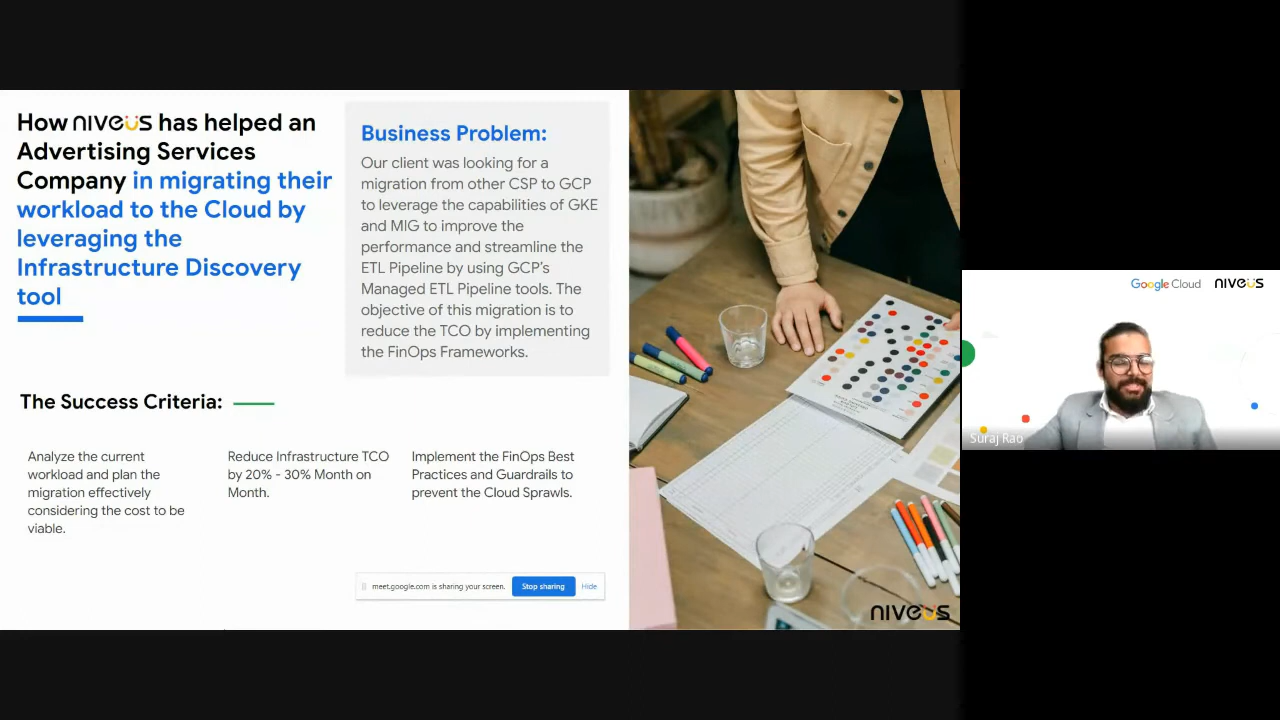 How NIVEUS has helped an
Advertising Services
Company in migrating their
workload to the Cloud by
leveraging the
Infrastructure Discovery
tool
Business Problem:
Our client was looking for a
migration from other CSP to GCP
to leverage the capabilities of GKE
and MIG to improve the
performance and streamline the
ETL Pipeline by using GCP's
Managed ETL Pipeline tools. The
objective of this migration is to
reduce the TCO by implementing
the FinOps Frameworks.
The Success Criteria:
Analyze the current
workload and plan the
migration effectively
considering the cost to be
viable.
Reduce Infrastructure TCO
by 20% - 30% Month on
Month.
Implement the FinOps Best
Practices and Guardrails to
prevent the Cloud Sprawls.
meet.google.com is sharing your screen. Stop sharing Hide
NIVEUS
Google Cloud NIVEUS
Suraj Rao